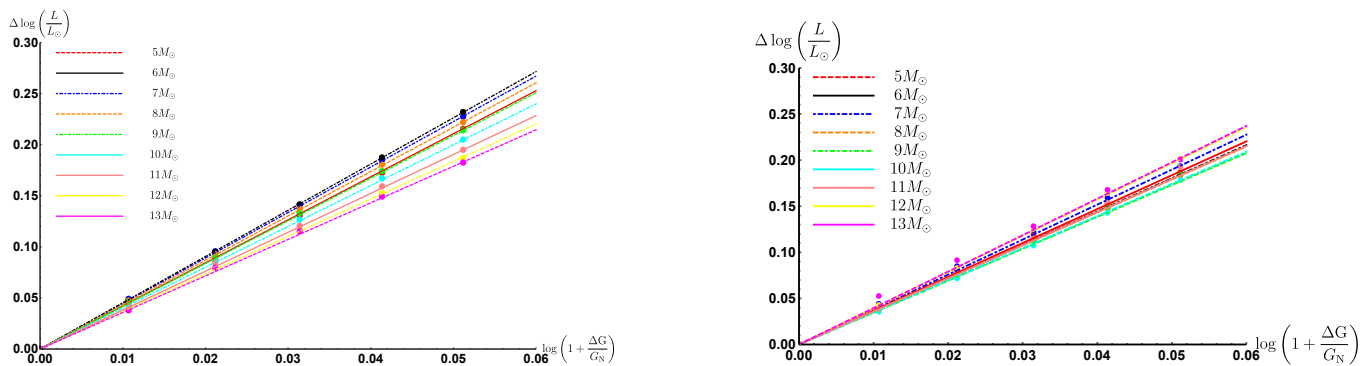 Δ log (L/L⊙)
0.30
0.25
0.20
0.15
0.10
0.05
0.00
0.00 0.01 0.02 0.03 0.04 0.05 0.06
log (1 + ΔG/G_N)
5M⊙
6M⊙
7M⊙
8M⊙
9M⊙
10M⊙
11M⊙
12M⊙
13M⊙
Δ log (L/L⊙)
0.30
0.25
0.20
0.15
0.10
0.05
0.00
0.00 0.01 0.02 0.03 0.04 0.05 0.06
log (1 + ΔG/G_N)
5M⊙
6M⊙
7M⊙
8M⊙
9M⊙
10M⊙
11M⊙
12M⊙
13M⊙